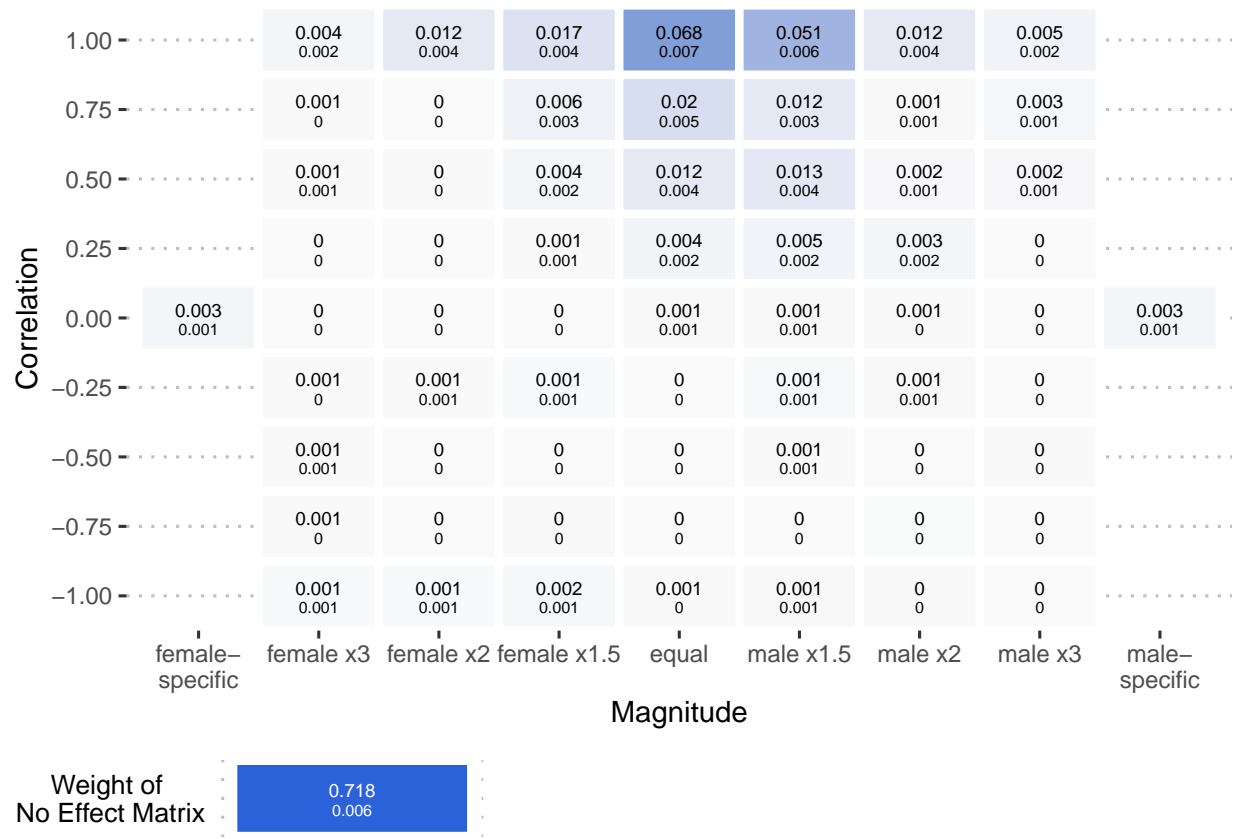 1.00 0.004 0.012 0.017 0.068 0.051 0.012 0.005
0.002 0.004 0.004 0.007 0.006 0.004 0.002
0.75 0.001 0 0.006 0.02 0.012 0.001 0.003
0 0 0.003 0.005 0.003 0.001 0.001
0.50 0.001 0 0.004 0.012 0.013 0.002 0.002
0.001 0 0.002 0.004 0.004 0.001 0.001
0.25 0 0 0.001 0.004 0.005 0.003 0
0 0 0.001 0.002 0.002 0.002 0
Correlation
0.00 0.003 0 0 0 0.001 0.001 0.001 0 0.003
0.001 0 0 0 0.001 0.001 0 0 0.001
−0.25 0.001 0.001 0.001 0 0.001 0.001 0
0 0.001 0.001 0 0.001 0.001 0
−0.50 0.001 0 0 0 0.001 0 0
0.001 0 0 0 0.001 0 0
−0.75 0.001 0 0 0 0 0 0
0 0 0 0 0 0 0
−1.00 0.001 0.001 0.002 0.001 0.001 0 0
0.001 0.001 0.001 0 0.001 0 0
female− female x3 female x2 female x1.5 equal male x1.5 male x2 male x3 male−
specific specific
Magnitude
Weight of 0.718
No Effect Matrix 0.006